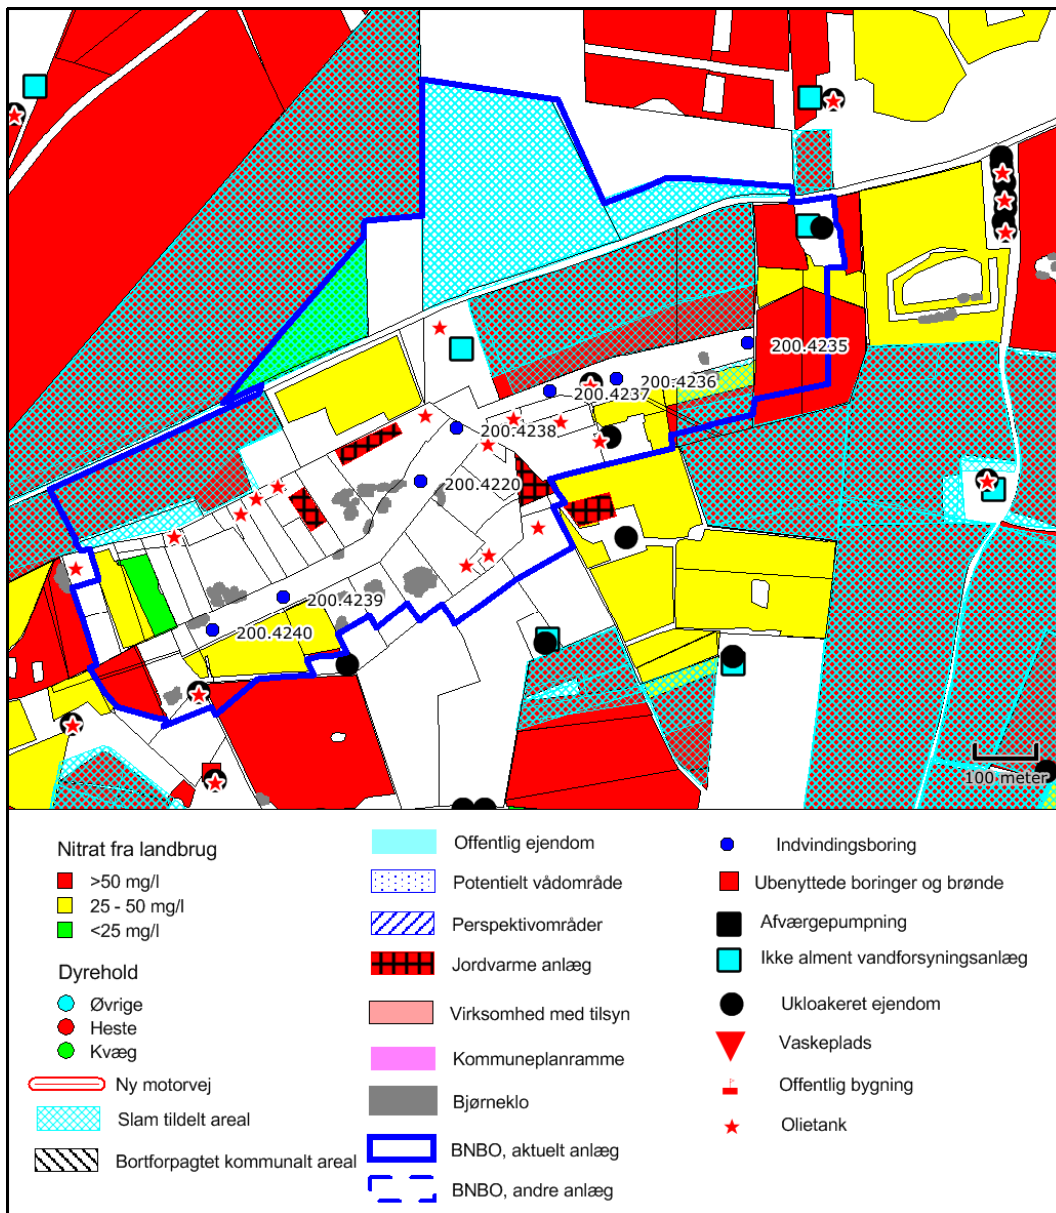 200.4235
200.4236
200.4237
200.4238
200.4220
200.4239
200.4240
100 meter
Nitrat fra landbrug
>50 mg/l
25 - 50 mg/l
<25 mg/l
Dyrehold
Øvrige
Heste
Kvæg
Ny motorvej
Slam tildelt areal
Bortforpagtet kommunalt areal
Offentlig ejendom
Potentielt vådområde
Perspektivområder
Jordvarme anlæg
Virksomhed med tilsyn
Kommuneplanramme
Bjørneklo
BNBO, aktuelt anlæg
BNBO, andre anlæg
Indvindingsboring
Ubenyttede boringer og brønde
Afværgepumpning
Ikke alment vandforsyningsanlæg
Ukloakeret ejendom
Vaskeplads
Offentlig bygning
Olietank